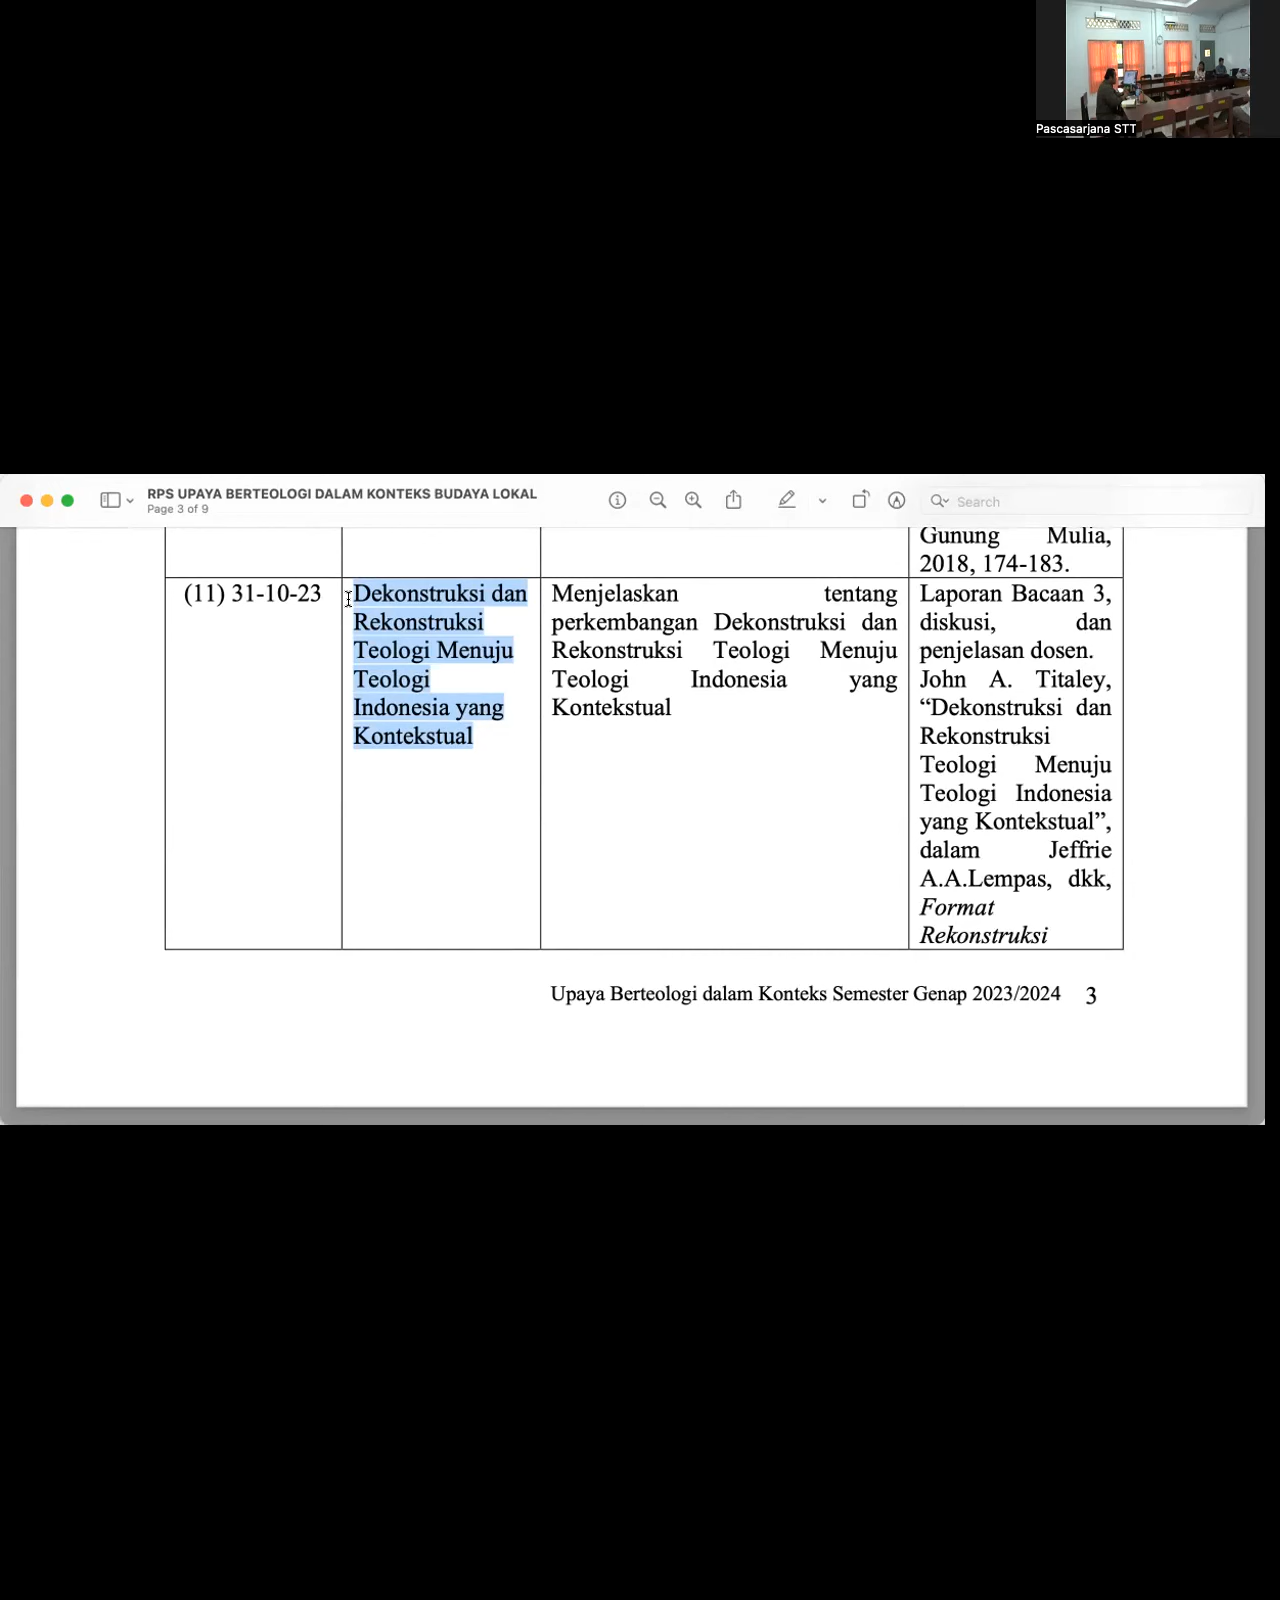 Pascasarjana STT
RPS UPAYA BERTEOLOGI DALAM KONTEKS BUDAYA LOKAL
Page 3 of 9
Search
Gunung Mulia,
2018, 174-183.
(11) 31-10-23
Dekonstruksi dan
Rekonstruksi
Teologi Menuju
Teologi
Indonesia yang
Kontekstual
Menjelaskan tentang
perkembangan Dekonstruksi dan
Rekonstruksi Teologi Menuju
Teologi Indonesia yang
Kontekstual
Laporan Bacaan 3,
diskusi, dan
penjelasan dosen.
John A. Titaley,
“Dekonstruksi dan
Rekonstruksi
Teologi Menuju
Teologi Indonesia
yang Kontekstual”,
dalam Jeffrie
A.A.Lempas, dkk,
Format
Rekonstruksi
Upaya Berteologi dalam Konteks Semester Genap 2023/2024 3